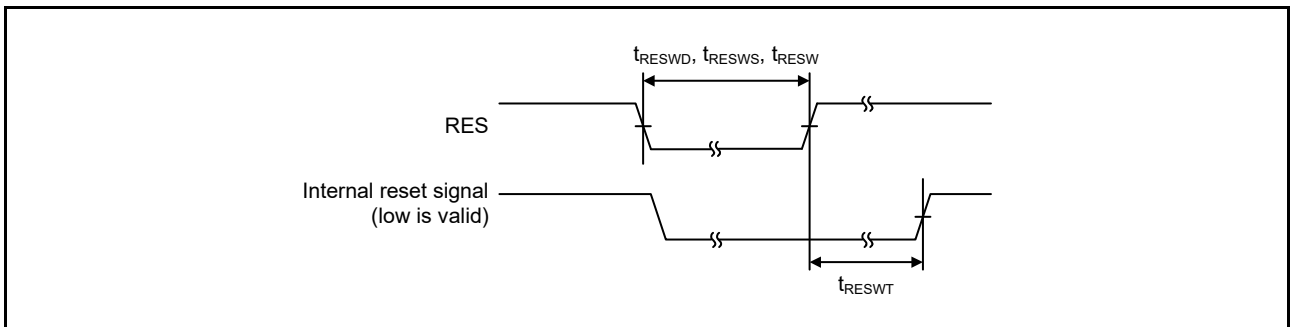 tRESWD, tRESWS, tRESW
RES
Internal reset signal
(low is valid)
tRESWT